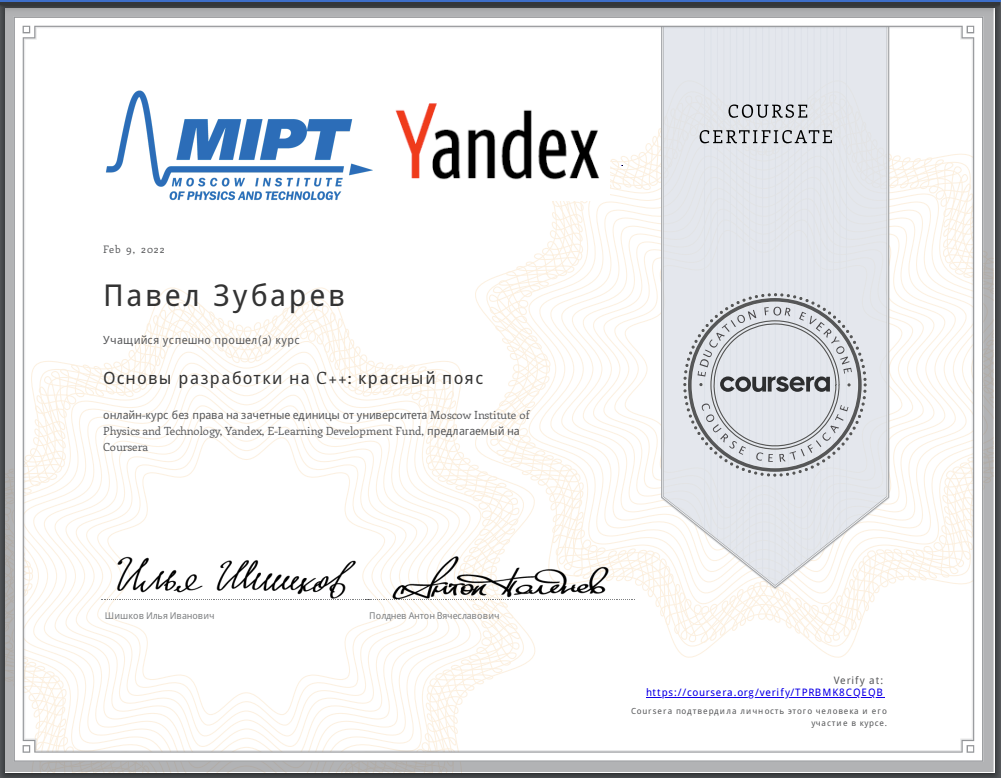 MIPT
MOSCOW INSTITUTE
OF PHYSICS AND TECHNOLOGY
Yandex
COURSE
CERTIFICATE
Feb 9, 2022
Павел Зубарев
Учащийся успешно прошел(а) курс
Основы разработки на C++: красный пояс
онлайн-курс без права на зачетные единицы от университета Moscow Institute of
Physics and Technology, Yandex, E-Learning Development Fund, предлагаемый на
Coursera
EDUCATION FOR EVERYONE
coursera
COURSE CERTIFICATE
Илья Шишков
Антон Полднев
Шишков Илья Иванович
Полднев Антон Вячеславович
Verify at:
https://coursera.org/verify/TPRBMK8CQEQB
Coursera подтвердила личность этого человека и его
участие в курсе.